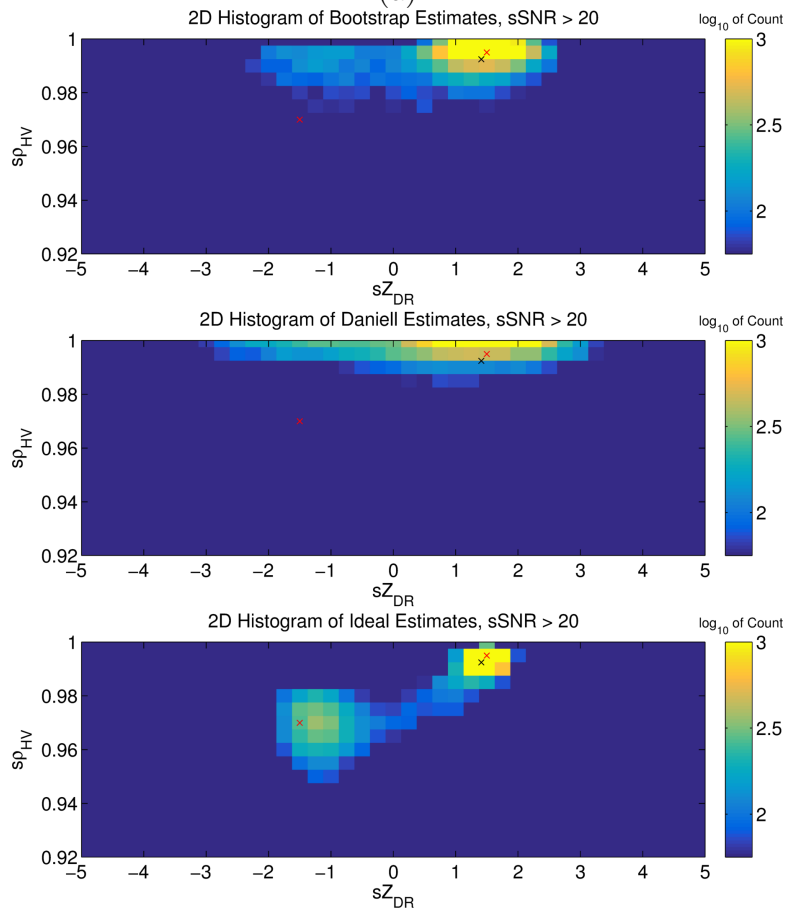 2D Histogram of Bootstrap Estimates, sSNR > 20
log10 of Count
1
0.98
0.96
0.94
0.92
sρHV
−5 −4 −3 −2 −1 0 1 2 3 4 5
sZDR
3
2.5
2
2D Histogram of Daniell Estimates, sSNR > 20
log10 of Count
1
0.98
0.96
0.94
0.92
sρHV
−5 −4 −3 −2 −1 0 1 2 3 4 5
sZDR
3
2.5
2
2D Histogram of Ideal Estimates, sSNR > 20
log10 of Count
1
0.98
0.96
0.94
0.92
sρHV
−5 −4 −3 −2 −1 0 1 2 3 4 5
sZDR
3
2.5
2